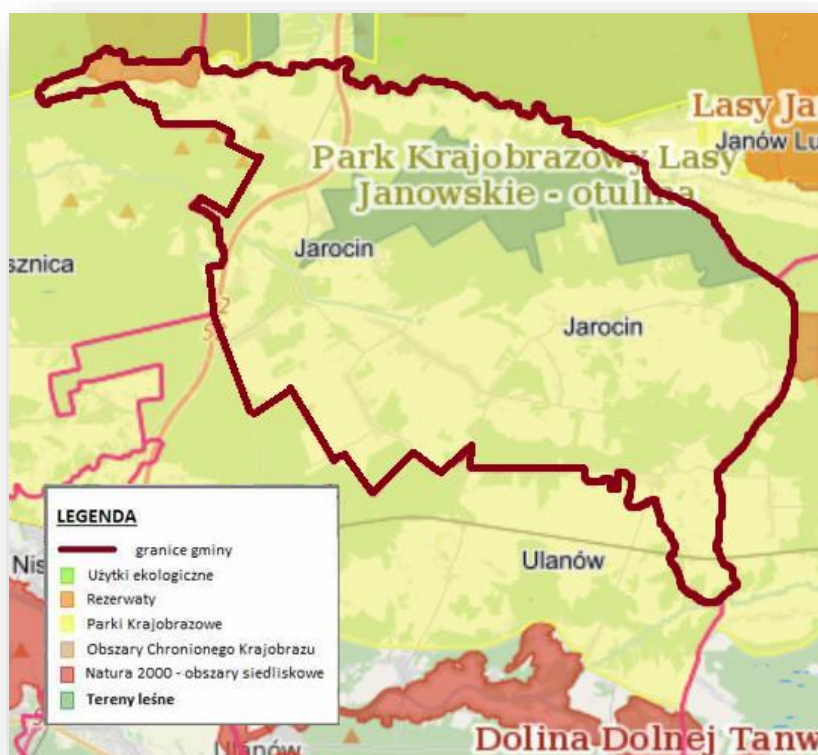 Lasy Ja
Janów Lu
Park Krajobrazowy Lasy
Janowskie - otulina
sznica
Jarocin
Jarocin
LEGENDA
granice gminy
Użytki ekologiczne
Rezerwaty
Parki Krajobrazowe
Obszary Chronionego Krajobrazu
Natura 2000 - obszary siedliskowe
Tereny leśne
Nis
Ulanów
Ulanów
Dolina Dolnej Tanw